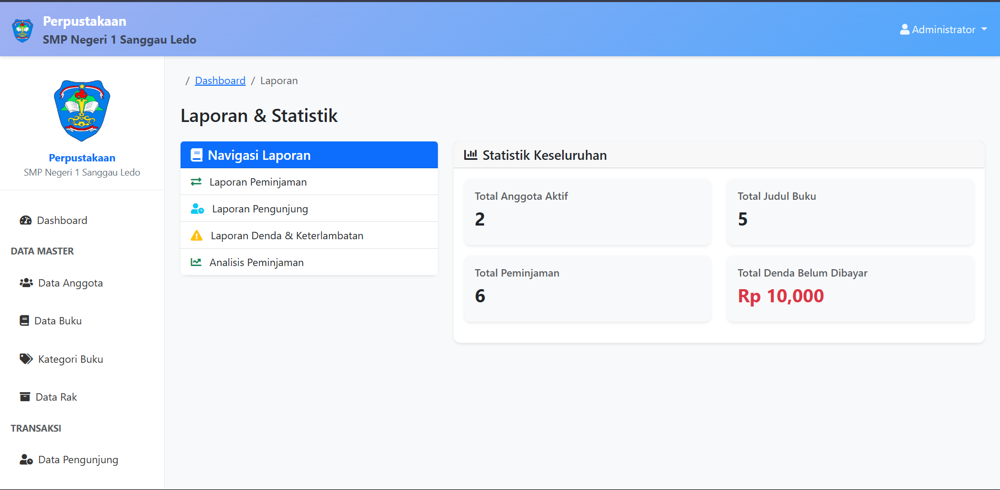 Perpustakaan
SMP Negeri 1 Sanggau Ledo
Administrator
Perpustakaan
SMP Negeri 1 Sanggau Ledo
Dashboard
DATA MASTER
Data Anggota
Data Buku
Kategori Buku
Data Rak
TRANSAKSI
Data Pengunjung
/ Dashboard / Laporan
Laporan & Statistik
Navigasi Laporan
Laporan Peminjaman
Laporan Pengunjung
Laporan Denda & Keterlambatan
Analisis Peminjaman
Statistik Keseluruhan
Total Anggota Aktif
2
Total Judul Buku
5
Total Peminjaman
6
Total Denda Belum Dibayar
Rp 10,000